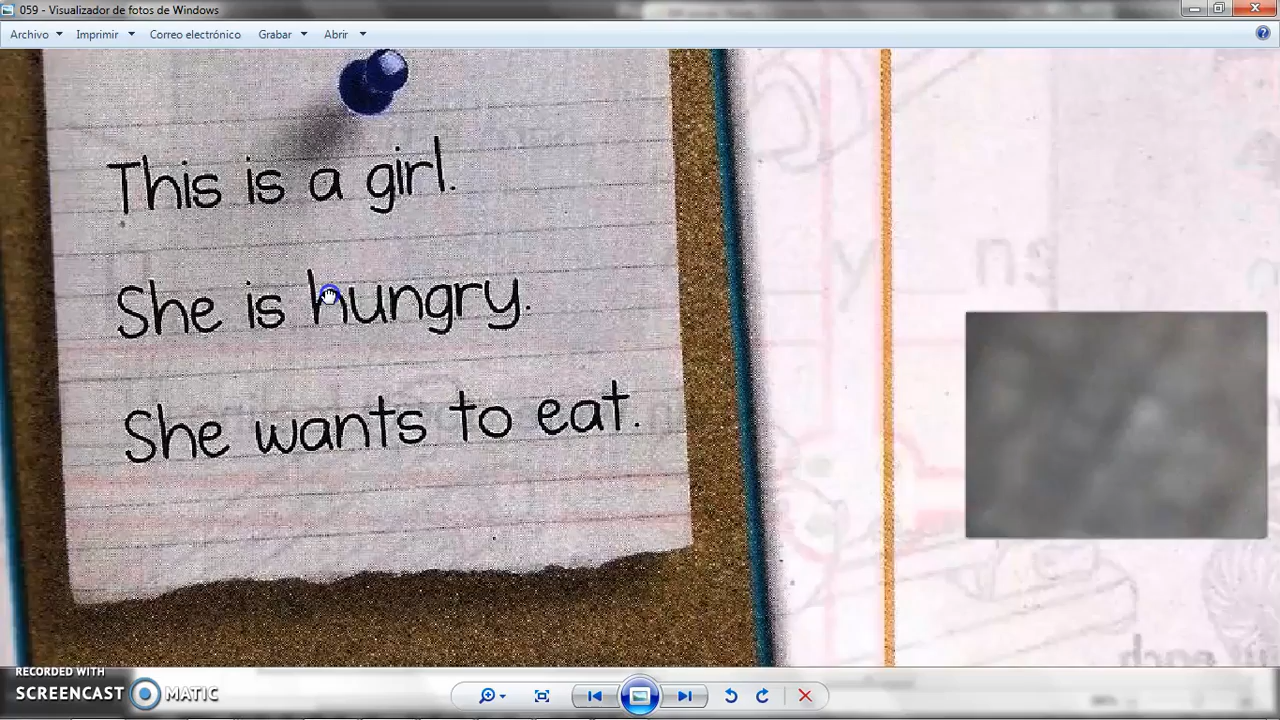 059 - Visualizador de fotos de Windows
Archivo Imprimir Correo electrónico Grabar Abrir
This is a girl.
She is hungry.
She wants to eat.
RECORDED WITH
SCREENCAST MATIC